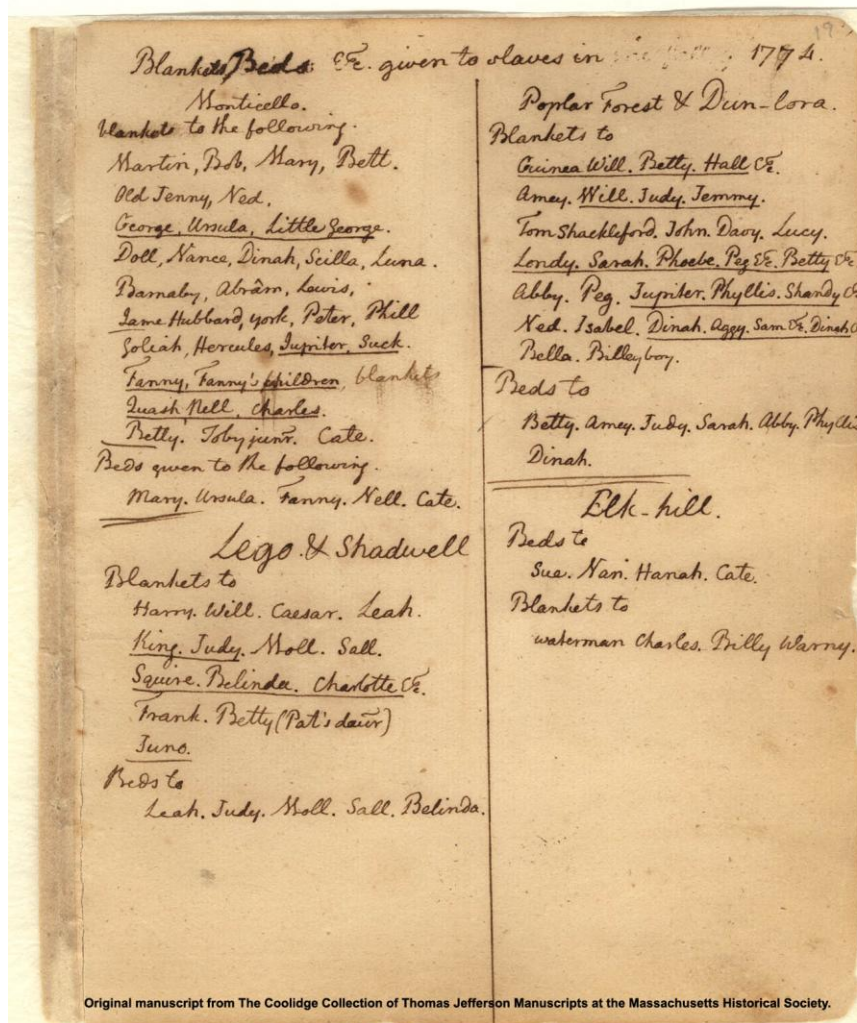 19.
Blankets, Beds &c. given to slaves in 1774.
Monticello.
blankets to the following.
Martin, Bob, Mary, Bett.
Old Jenny, Ned.
George, Ursula, Little George.
Doll, Nance, Dinah, Scilla, Luna.
Barnaby, Abrâm, Lewis,
Jame Hubbard, york, Peter, Phill
Goliah, Hercules, Jupiter, Suck.
Fanny, Fanny's children, blankets
Quash Nell, Charles.
Betty. Toby junr. Cate.
Beds given to the following.
Mary. Ursula. Fanny. Nell. Cate.
Lego. & Shadwell
Blankets to
Harry. Will. Caesar. Leah.
King. Judy. Moll. Sall.
Squire. Belinda. Charlotte &c.
Frank. Betty (Pat's daur)
Juno.
Beds to
Leah. Judy. Moll. Sall. Belinda.
Poplar Forest & Dun-lora.
Blankets to
Guinea Will. Betty. Hall &c.
Amey. Will. Judy. Jemmy.
Tom Shackleford. John. Davy. Lucy.
Londy. Sarah. Phoebe. Peg &c. Betty &c
Abby. Peg. Jupiter. Phyllis. Shandy &
Ned. Isabel. Dinah. Aggy. Sam &c. Dinah
Bella. Billeyboy.
Beds to
Betty. Amey. Judy. Sarah. Abby. Phyllis
Dinah.
Elk-hill.
Beds to
Sue. Nan. Hanah. Cate.
Blankets to
waterman Charles. Billy Warny.
Original manuscript from The Coolidge Collection of Thomas Jefferson Manuscripts at the Massachusetts Historical Society.